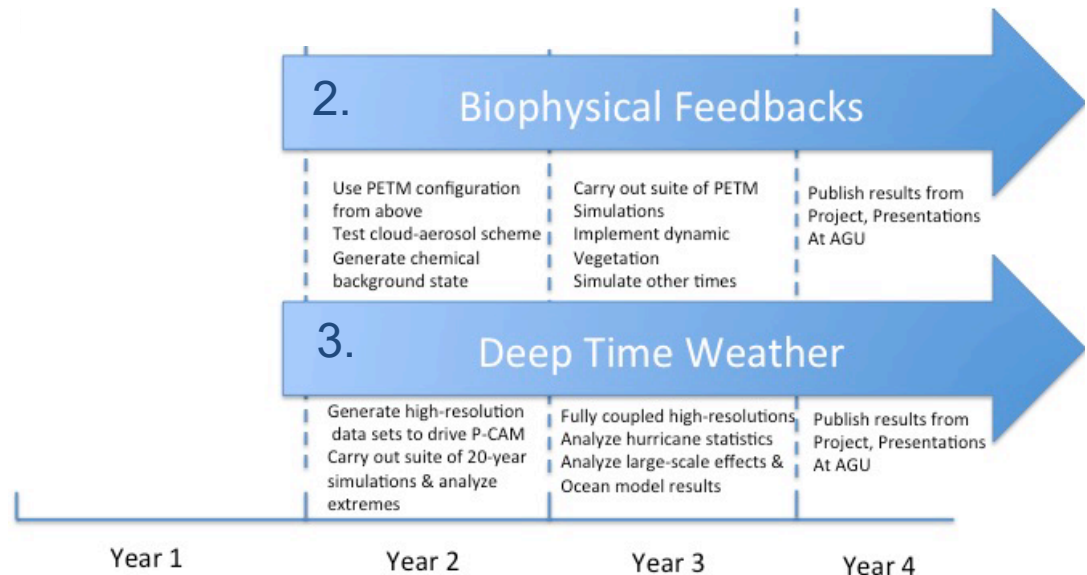 2. Biophysical Feedbacks
Use PETM configuration
from above
Test cloud-aerosol scheme
Generate chemical
background state
Carry out suite of PETM
Simulations
Implement dynamic
Vegetation
Simulate other times
Publish results from
Project, Presentations
At AGU
3. Deep Time Weather
Generate high-resolution
data sets to drive P-CAM
Carry out suite of 20-year
simulations & analyze
extremes
Fully coupled high-resolutions
Analyze hurricane statistics
Analyze large-scale effects &
Ocean model results
Publish results from
Project, Presentations
At AGU
Year 1 Year 2 Year 3 Year 4